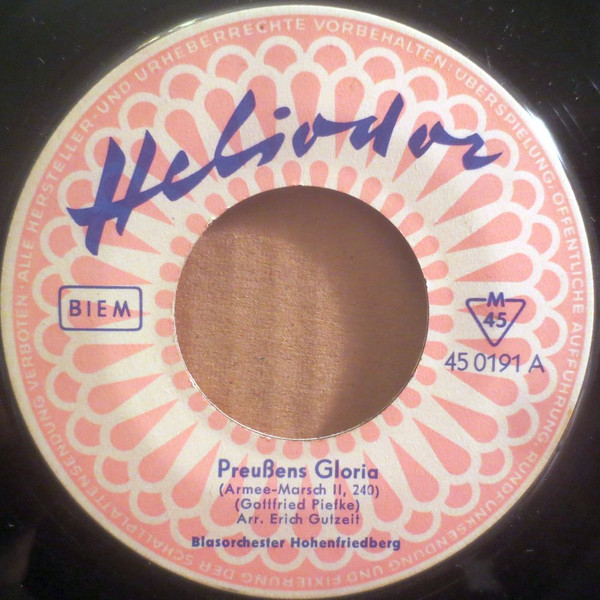 ALLE HERSTELLER- UND URHEBERRECHTE VORBEHALTEN · ÜBERSPIELUNG, ÖFFENTLICHE AUFFÜHRUNG, RUNDFUNKSENDUNG UND FIXIERUNG DER SCHALLPLATTENSENDUNG VERBOTEN ·
Heliodor
BIEM
M
45
45 0191 A
Preußens Gloria
(Armee-Marsch II, 240)
(Gottfried Piefke)
Arr. Erich Gutzeit
Blasorchester Hohenfriedberg